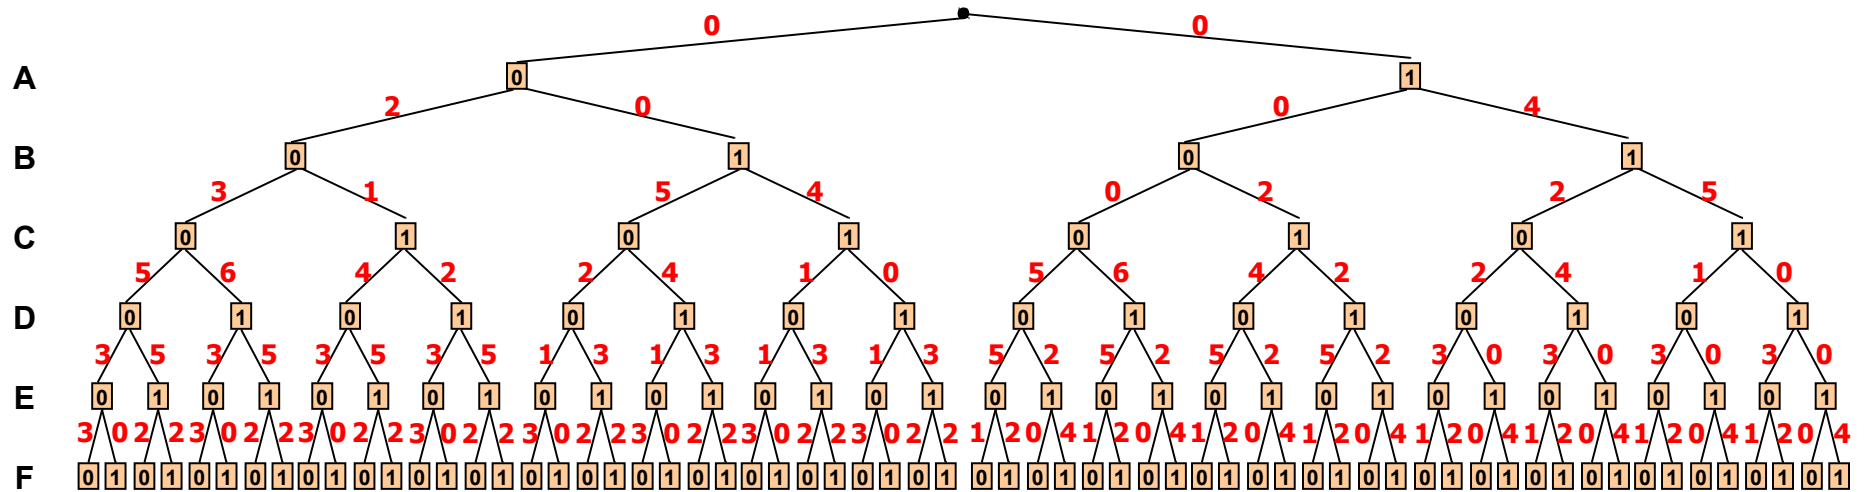 0 0
A 0 1
2 0 0 4
B 0 1 0 1
3 1 5 4 0 2 2 5
C 0 1 0 1 0 1 0 1
5 6 4 2 2 4 1 0 5 6 4 2 2 4 1 0
D 0 1 0 1 0 1 0 1 0 1 0 1 0 1 0 1
3 5 3 5 3 5 3 5 1 3 1 3 1 3 1 3 5 2 5 2 5 2 5 2 3 0 3 0 3 0 3 0
E 0 1 0 1 0 1 0 1 0 1 0 1 0 1 0 1 0 1 0 1 0 1 0 1 0 1 0 1 0 1 0 1
3 0 2 2 3 0 2 2 3 0 2 2 3 0 2 2 3 0 2 2 3 0 2 2 3 0 2 2 3 0 2 2 1 2 0 4 1 2 0 4 1 2 0 4 1 2 0 4 1 2 0 4 1 2 0 4 1 2 0 4 1 2 0 4
F 0 1 0 1 0 1 0 1 0 1 0 1 0 1 0 1 0 1 0 1 0 1 0 1 0 1 0 1 0 1 0 1 0 1 0 1 0 1 0 1 0 1 0 1 0 1 0 1 0 1 0 1 0 1 0 1 0 1 0 1 0 1 0 1